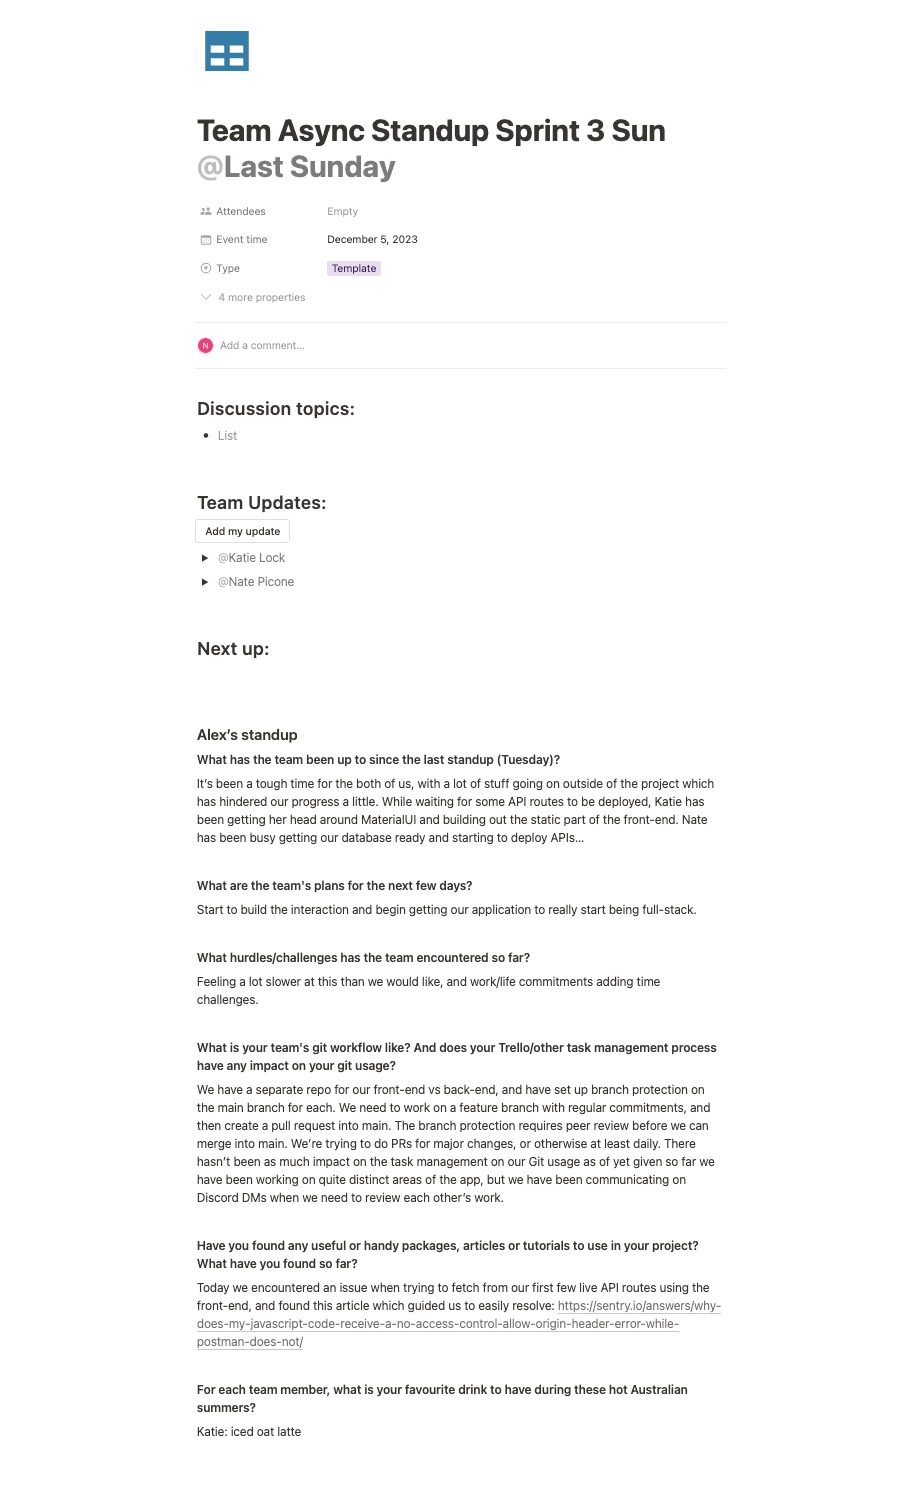 Team Async Standup Sprint 3 Sun
@Last Sunday
Attendees Empty
Event time December 5, 2023
Type Template
4 more properties
N Add a comment...
Discussion topics:
• List
Team Updates:
Add my update
@Katie Lock
@Nate Picone
Next up:
Alex’s standup
What has the team been up to since the last standup (Tuesday)?
It’s been a tough time for the both of us, with a lot of stuff going on outside of the project which
has hindered our progress a little. While waiting for some API routes to be deployed, Katie has
been getting her head around MaterialUI and building out the static part of the front-end. Nate
has been busy getting our database ready and starting to deploy APIs...
What are the team's plans for the next few days?
Start to build the interaction and begin getting our application to really start being full-stack.
What hurdles/challenges has the team encountered so far?
Feeling a lot slower at this than we would like, and work/life commitments adding time
challenges.
What is your team's git workflow like? And does your Trello/other task management process
have any impact on your git usage?
We have a separate repo for our front-end vs back-end, and have set up branch protection on
the main branch for each. We need to work on a feature branch with regular commitments, and
then create a pull request into main. The branch protection requires peer review before we can
merge into main. We’re trying to do PRs for major changes, or otherwise at least daily. There
hasn’t been as much impact on the task management on our Git usage as of yet given so far we
have been working on quite distinct areas of the app, but we have been communicating on
Discord DMs when we need to review each other’s work.
Have you found any useful or handy packages, articles or tutorials to use in your project?
What have you found so far?
Today we encountered an issue when trying to fetch from our first few live API routes using the
front-end, and found this article which guided us to easily resolve: https://sentry.io/answers/why-
does-my-javascript-code-receive-a-no-access-control-allow-origin-header-error-while-
postman-does-not/
For each team member, what is your favourite drink to have during these hot Australian
summers?
Katie: iced oat latte